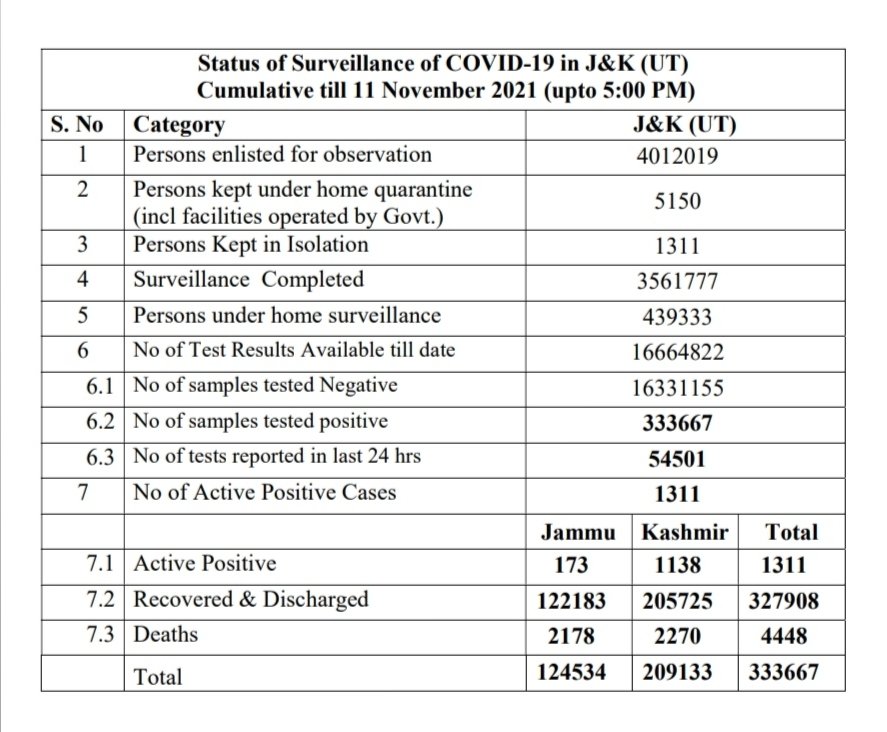 Status of Surveillance of COVID-19 in J&K (UT)
Cumulative till 11 November 2021 (upto 5:00 PM)
S. No Category J&K (UT)
1 Persons enlisted for observation 4012019
2 Persons kept under home quarantine
(incl facilities operated by Govt.) 5150
3 Persons Kept in Isolation 1311
4 Surveillance Completed 3561777
5 Persons under home surveillance 439333
6 No of Test Results Available till date 16664822
6.1 No of samples tested Negative 16331155
6.2 No of samples tested positive 333667
6.3 No of tests reported in last 24 hrs 54501
7 No of Active Positive Cases 1311
Jammu Kashmir Total
7.1 Active Positive 173 1138 1311
7.2 Recovered & Discharged 122183 205725 327908
7.3 Deaths 2178 2270 4448
Total 124534 209133 333667